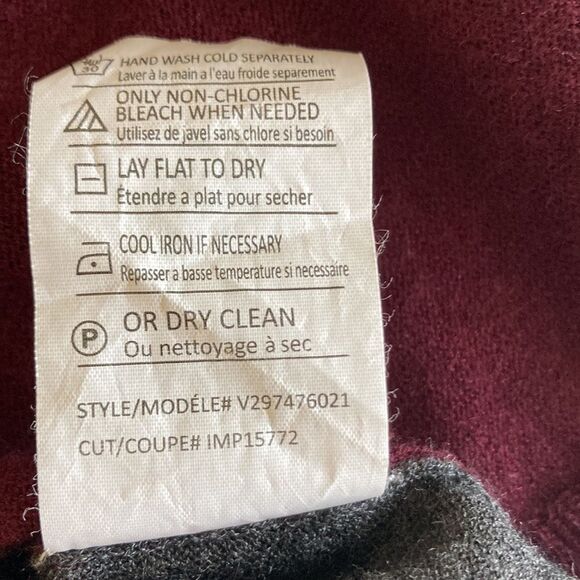 30
HAND WASH COLD SEPARATELY
Laver à la main a l'eau froide separement
ONLY NON-CHLORINE
BLEACH WHEN NEEDED
Utilisez de javel sans chlore si besoin
LAY FLAT TO DRY
Étendre a plat pour secher
COOL IRON IF NECESSARY
Repasser a basse temperature si necessaire
P
OR DRY CLEAN
Ou nettoyage à sec
STYLE/MODÉLE# V297476021
CUT/COUPE# IMP15772